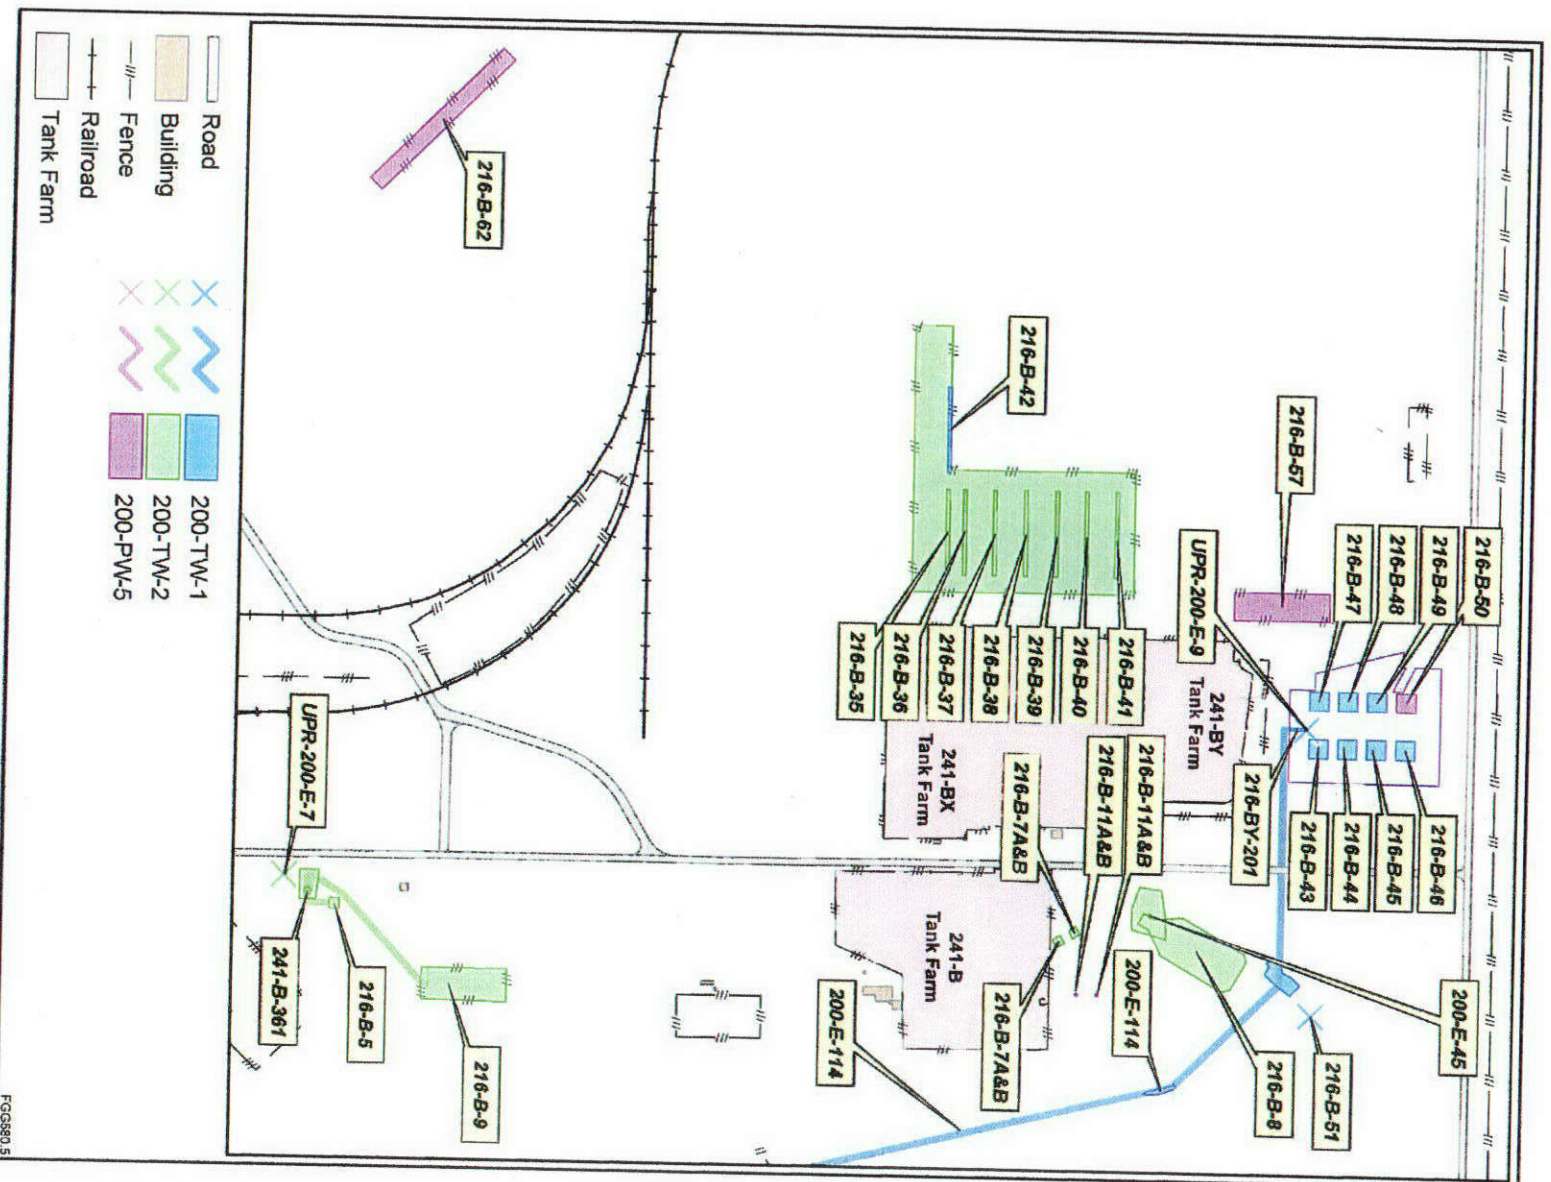 216-B-50
216-B-49
216-B-48
216-B-47
216-B-57
UPR-200-E-9
216-B-46
216-B-45
216-B-44
216-B-43
216-BY-201
216-B-51
200-E-45
216-B-8
200-E-114
241-BY
Tank Farm
216-B-42
216-B-41
216-B-40
216-B-39
216-B-38
216-B-37
216-B-36
216-B-35
216-B-11A&B
216-B-11A&B
216-B-7A&B
216-B-7A&B
241-BX
Tank Farm
241-B
Tank Farm
200-E-114
216-B-62
216-B-9
216-B-5
241-B-361
UPR-200-E-7
Road
Building
Fence
Railroad
Tank Farm
200-TW-1
200-TW-2
200-PW-5
FGG580.5